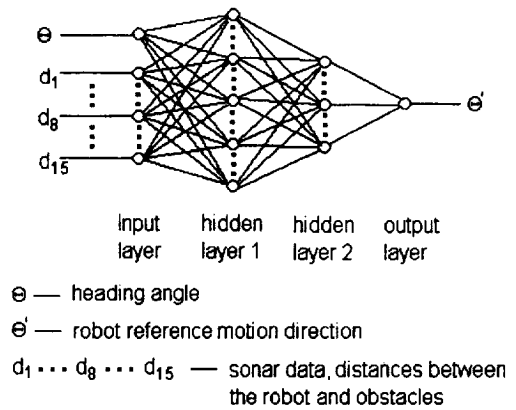 Θ
d1
d8
d15
Θ'
input layer
hidden layer 1
hidden layer 2
output layer
Θ — heading angle
Θ' — robot reference motion direction
d1 ••• d8 ••• d15 — sonar data, distances between
the robot and obstacles